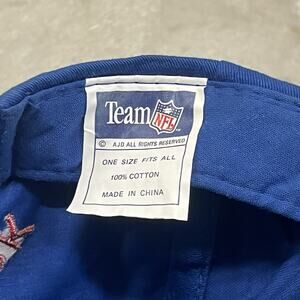 Team NFL
© AJD ALL RIGHTS RESERVED
ONE SIZE FITS ALL
100% COTTON
MADE IN CHINA